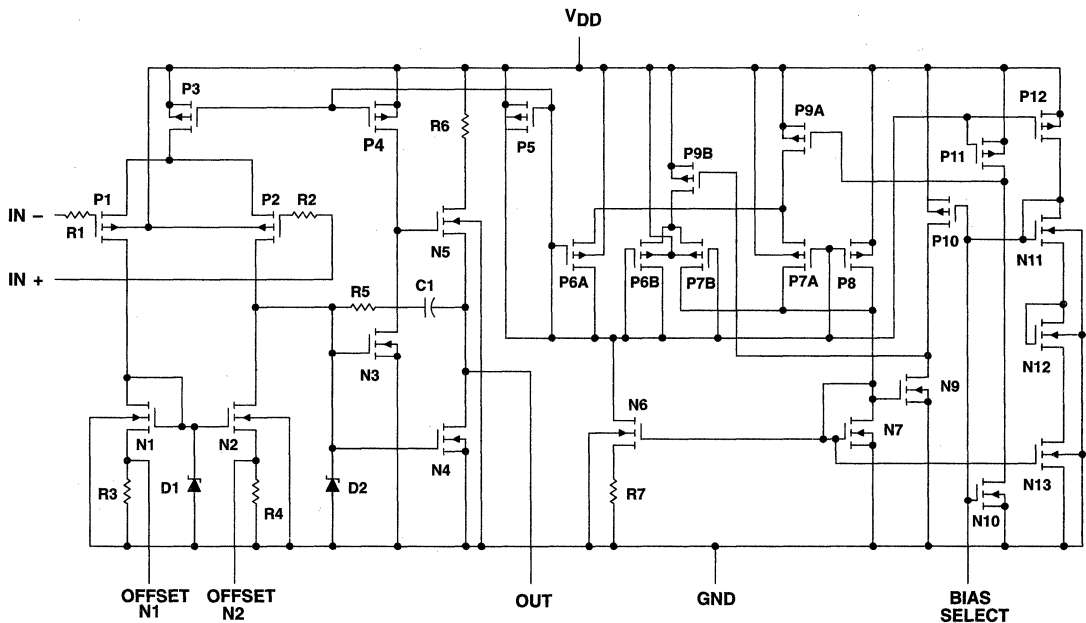 VDD
P3
P4
R6
P5
P9A
P12
P9B
P11
P1
P2
R2
IN –
R1
N5
P10
N11
IN +
P6A
P6B
P7B
P7A
P8
R5
C1
N3
N12
N9
N1
N2
N6
N7
N4
R3
D1
R4
D2
R7
N13
N10
OFFSET
N1
OFFSET
N2
OUT
GND
BIAS
SELECT